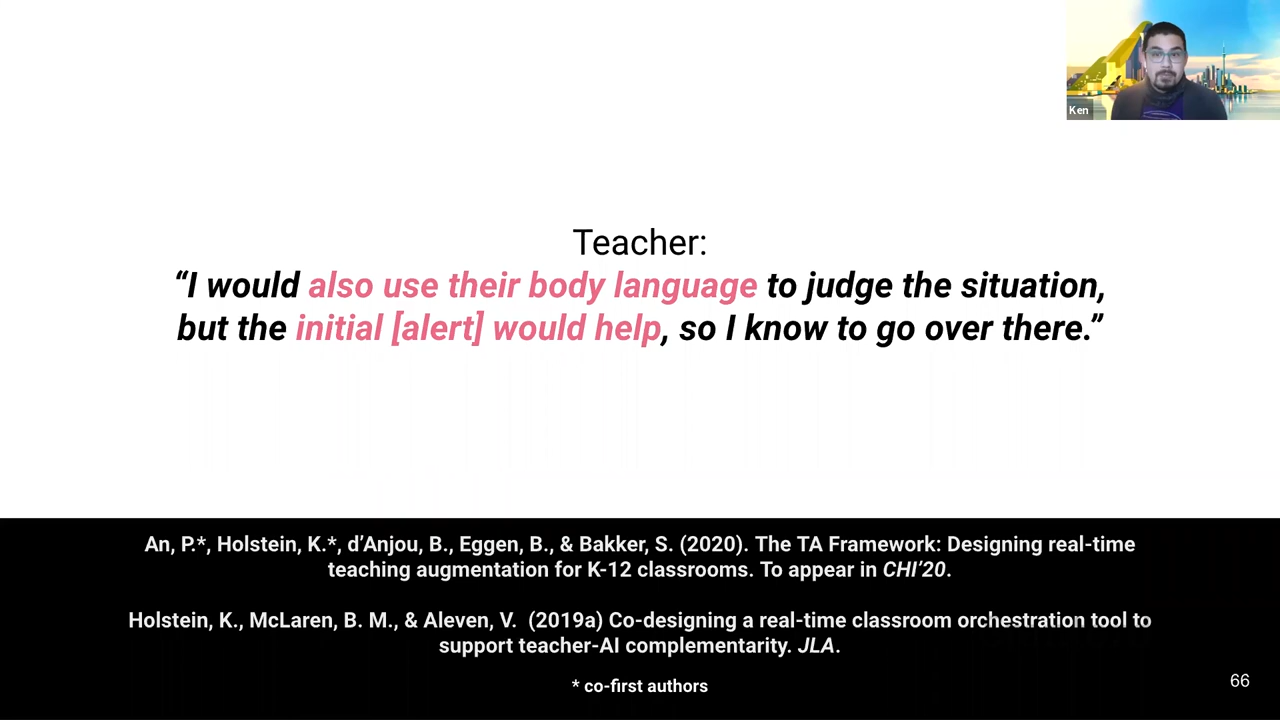 Ken
Teacher:
“I would also use their body language to judge the situation,
but the initial [alert] would help, so I know to go over there.”
An, P.*, Holstein, K.*, d’Anjou, B., Eggen, B., & Bakker, S. (2020). The TA Framework: Designing real-time
teaching augmentation for K-12 classrooms. To appear in CHI’20.
Holstein, K., McLaren, B. M., & Aleven, V. (2019a) Co-designing a real-time classroom orchestration tool to
support teacher-AI complementarity. JLA.
* co-first authors
66